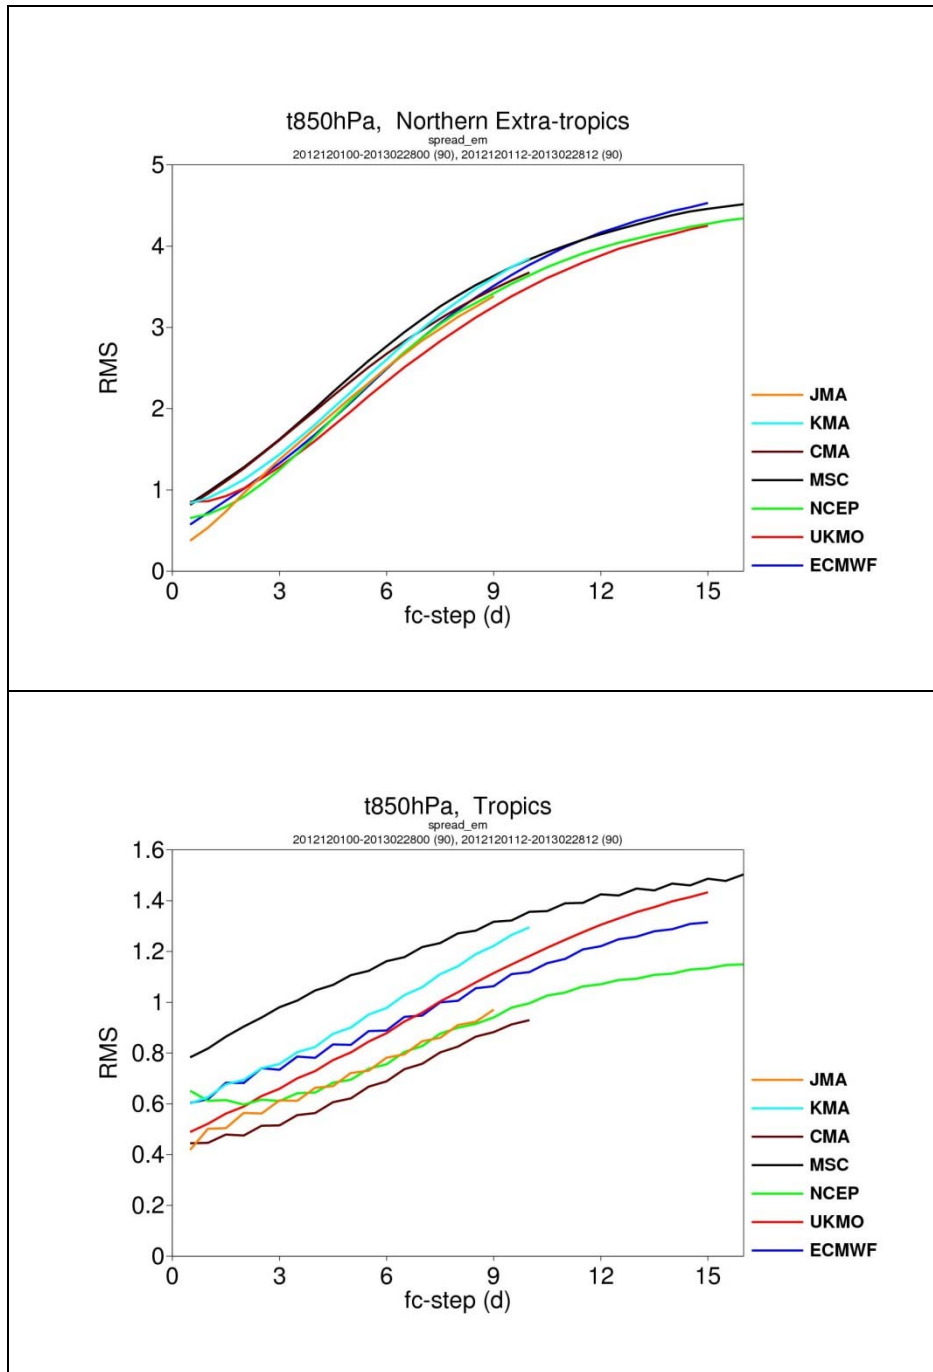 t850hPa, Northern Extra-tropics
spread_em
2012120100-2013022800 (90), 2012120112-2013022812 (90)
5
4
3
2
1
0
RMS
0 3 6 9 12 15
fc-step (d)
JMA
KMA
CMA
MSC
NCEP
UKMO
ECMWF
t850hPa, Tropics
spread_em
2012120100-2013022800 (90), 2012120112-2013022812 (90)
1.6
1.4
1.2
1
0.8
0.6
0.4
0.2
0
RMS
0 3 6 9 12 15
fc-step (d)
JMA
KMA
CMA
MSC
NCEP
UKMO
ECMWF